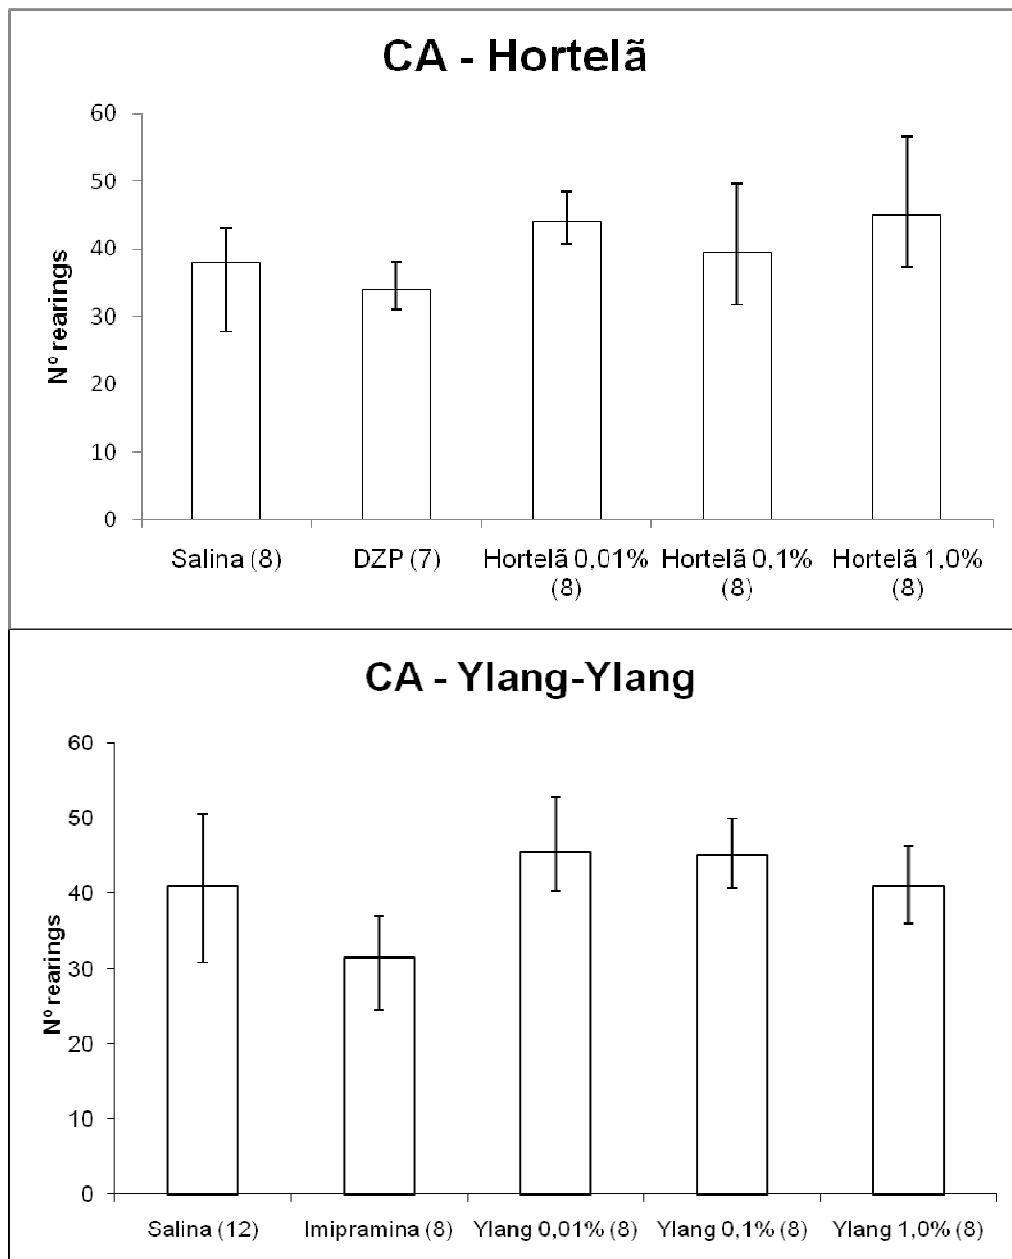 CA - Hortelã
60
50
40
30
20
10
0
Nº rearings
Salina (8) DZP (7) Hortelã 0,01% Hortelã 0,1% Hortelã 1,0%
(8) (8) (8)
CA - Ylang-Ylang
60
50
40
30
20
10
0
Nº rearings
Salina (12) Imipramina (8) Ylang 0,01% (8) Ylang 0,1% (8) Ylang 1,0% (8)